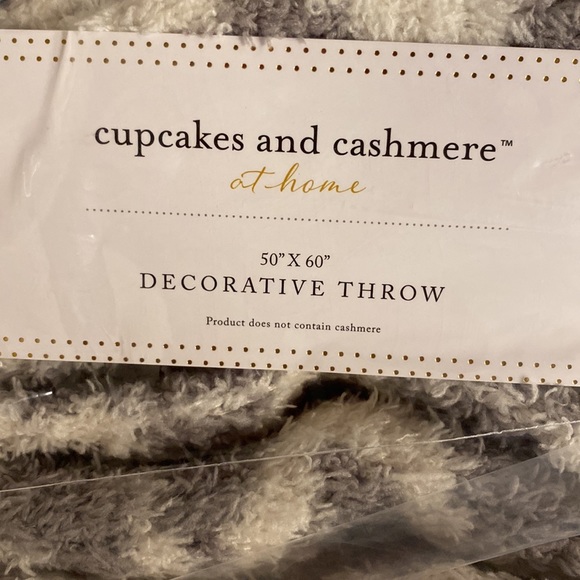 cupcakes and cashmere™
at home
50” X 60”
DECORATIVE THROW
Product does not contain cashmere